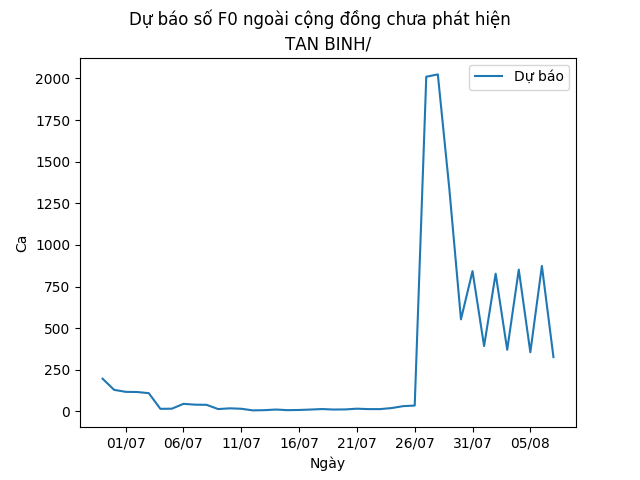 Dự báo số F0 ngoài cộng đồng chưa phát hiện
TAN BINH/
Dự báo
Ca
2000
1750
1500
1250
1000
750
500
250
0
01/07 06/07 11/07 16/07 21/07 26/07 31/07 05/08
Ngày